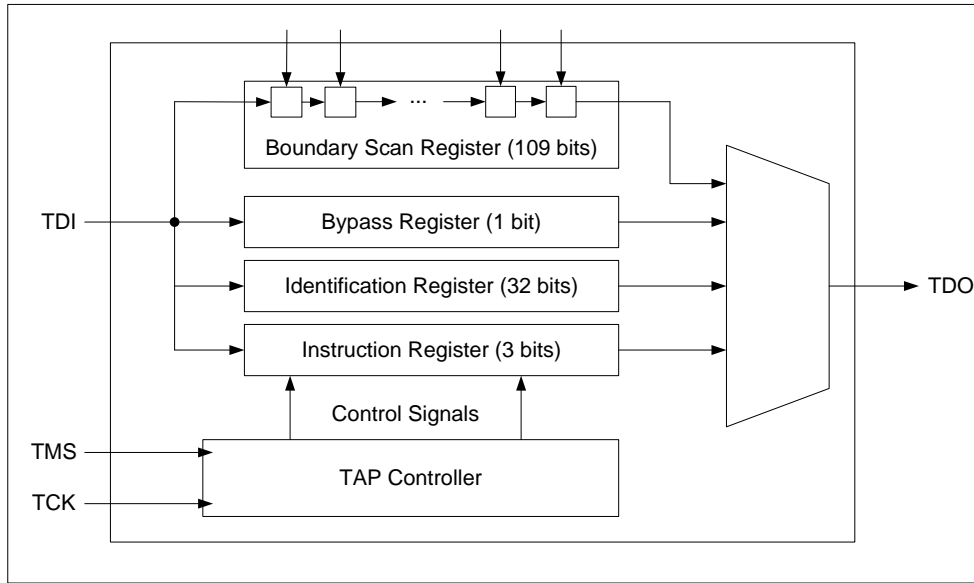 ...
Boundary Scan Register (109 bits)
TDI
Bypass Register (1 bit)
Identification Register (32 bits)
TDO
Instruction Register (3 bits)
Control Signals
TMS
TAP Controller
TCK